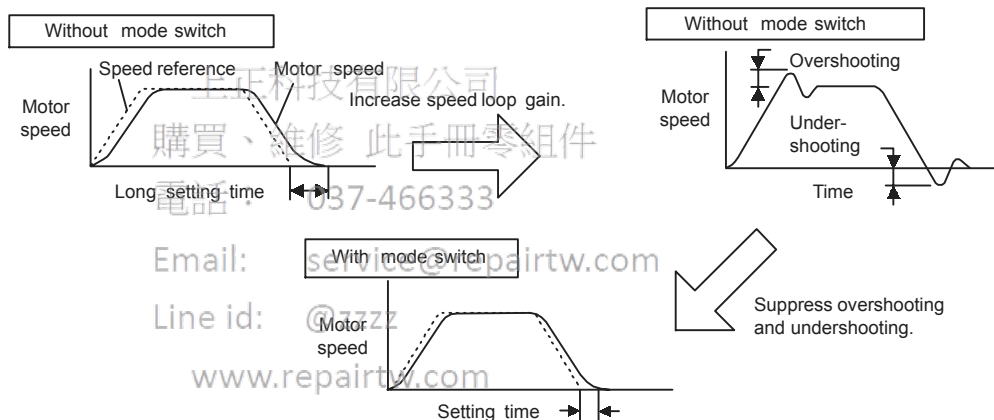 Without mode switch
Speed reference
Motor speed
Motor
speed
Long setting time
Increase speed loop gain.
Without mode switch
Overshooting
Motor
speed
Under-
shooting
Time
With mode switch
Motor
speed
Setting time
Suppress overshooting
and undershooting.
上正科技有限公司
購買、維修 此手冊零組件
電話: 037-466333
Email: service@repairtw.com
Line id: @zzzz
www.repairtw.com